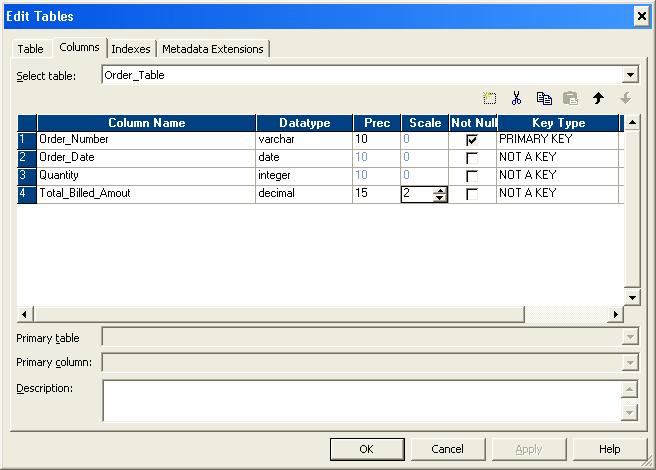 Edit Tables
Table Columns Indexes Metadata Extensions
Select table: Order_Table
Column Name Datatype Prec Scale Not Null Key Type
1 Order_Number varchar 10 0 PRIMARY KEY
2 Order_Date date 10 0 NOT A KEY
3 Quantity integer 10 0 NOT A KEY
4 Total_Billed_Amout decimal 15 2 NOT A KEY
Primary table
Primary column:
Description:
OK Cancel Apply Help